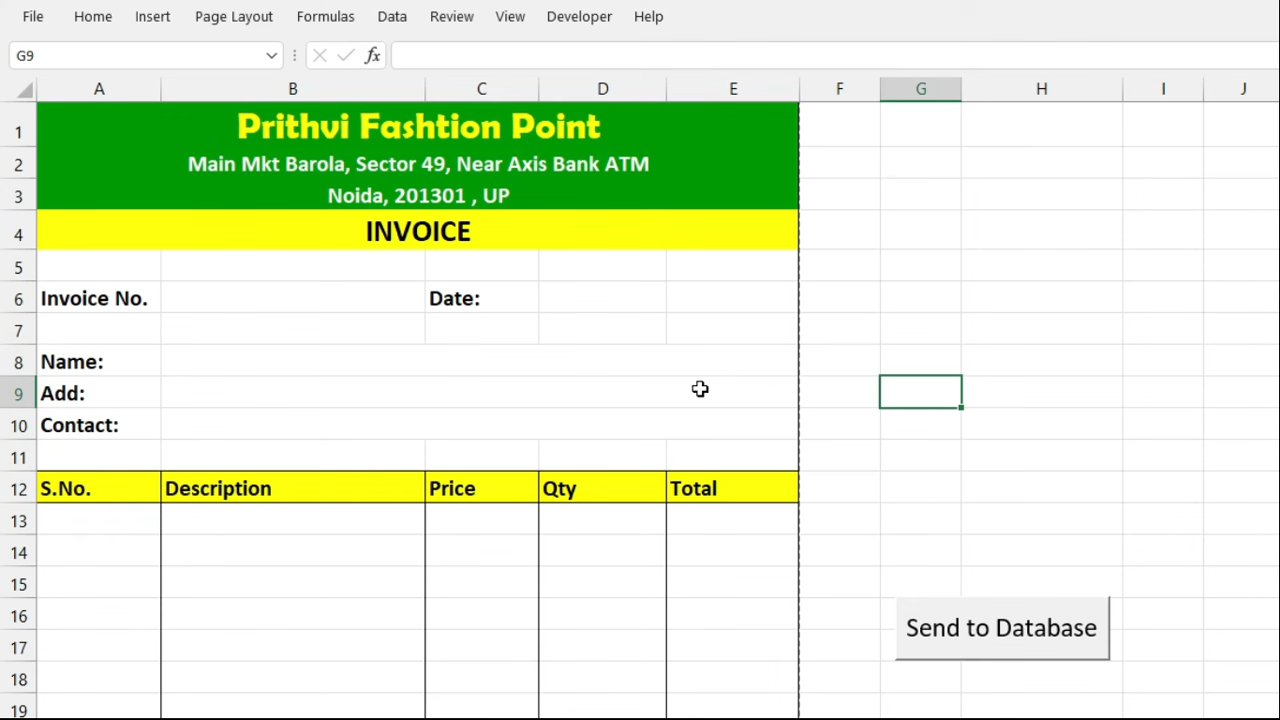 File Home Insert Page Layout Formulas Data Review View Developer Help
G9 fx
A B C D E F G H I J
1 Prithvi Fashtion Point
2 Main Mkt Barola, Sector 49, Near Axis Bank ATM
3 Noida, 201301 , UP
4 INVOICE
5
6 Invoice No. Date:
7
8 Name:
9 Add:
10 Contact:
11
12 S.No. Description Price Qty Total
13
14
15
16
Send to Database
17
18
19